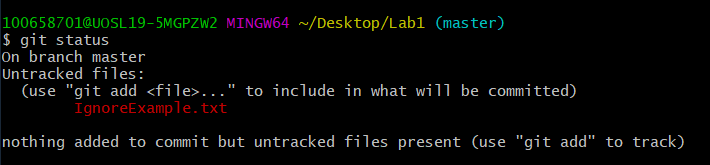 100658701@UOSL19-5MGPZW2 MINGW64 ~/Desktop/Lab1 (master)
$ git status
On branch master
Untracked files:
  (use "git add <file>..." to include in what will be committed)
        IgnoreExample.txt
nothing added to commit but untracked files present (use "git add" to track)